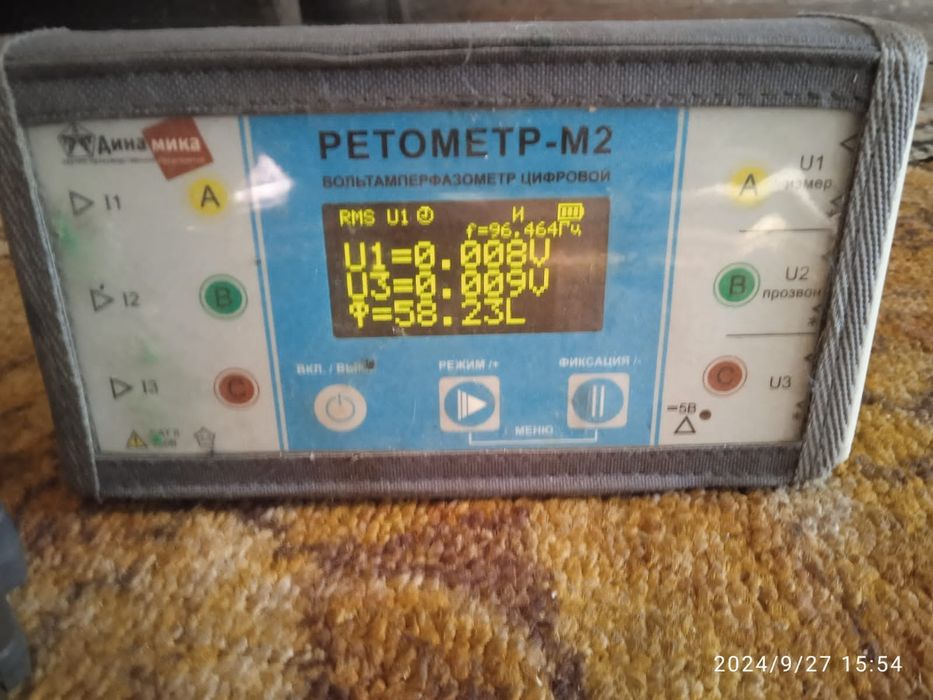 Динамика
РЕТОМЕТР-М2
ВОЛЬТАМПЕРФАЗОМЕТР ЦИФРОВОЙ
I1
A
RMS U1
И
f=96.464Гц
U1=0.008V
U3=0.009V
φ=58.23L
A
U1
измер
I2
B
B
U2
прозвон
I3
C
C
U3
ВКЛ. / ВЫКЛ
РЕЖИМ /+
ФИКСАЦИЯ /-
МЕНЮ
=5В
2024/9/27 15:54